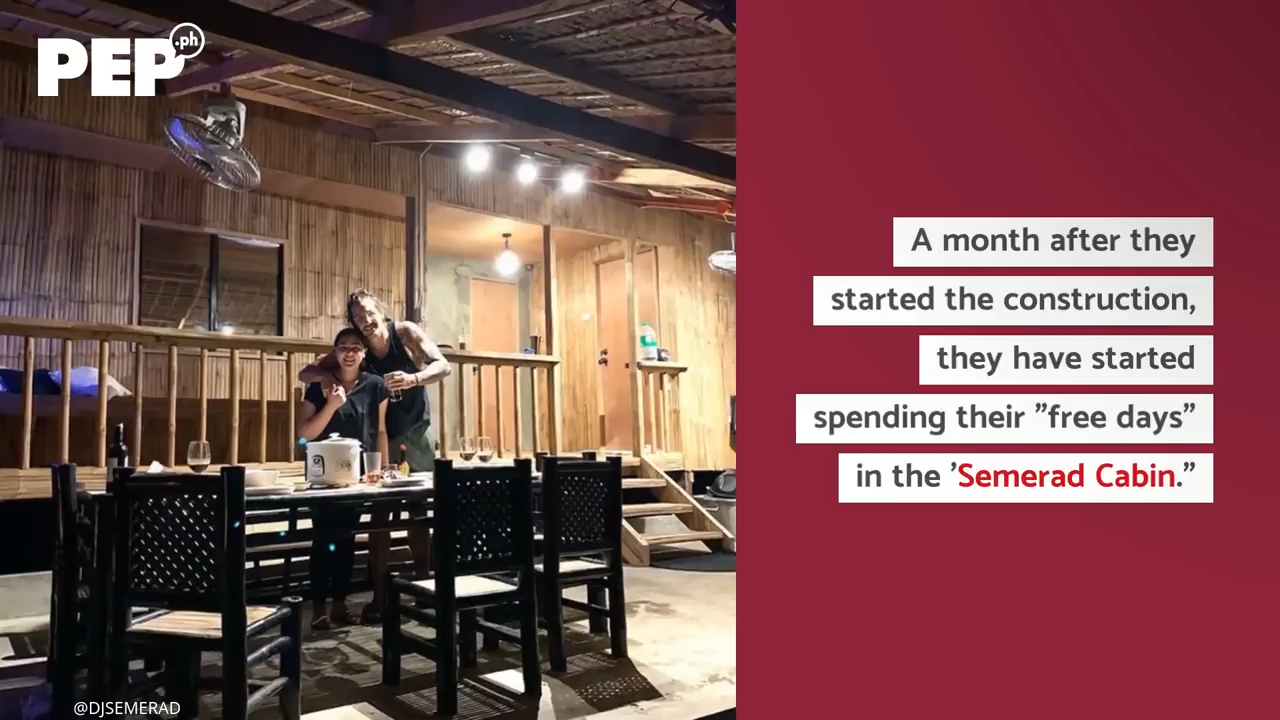 PEP.ph
A month after they
started the construction,
they have started
spending their ”free days”
in the ’Semerad Cabin.”
@DJSEMERAD